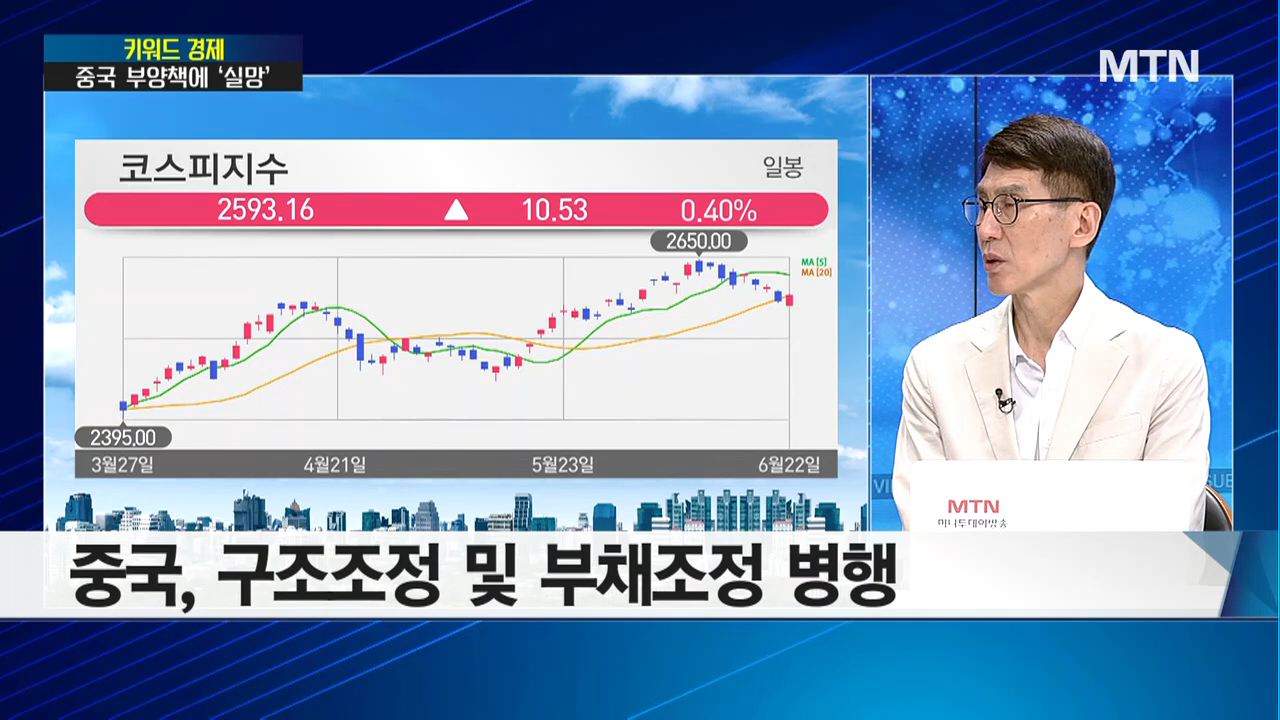 키워드 경제
중국 부양책에 ‘실망’
MTN
코스피지수
일봉
2593.16 ▲ 10.53 0.40%
2650.00
MA [5]
MA [20]
2395.00
3월27일 4월21일 5월23일 6월22일
MTN
머니투데이방송
중국, 구조조정 및 부채조정 병행